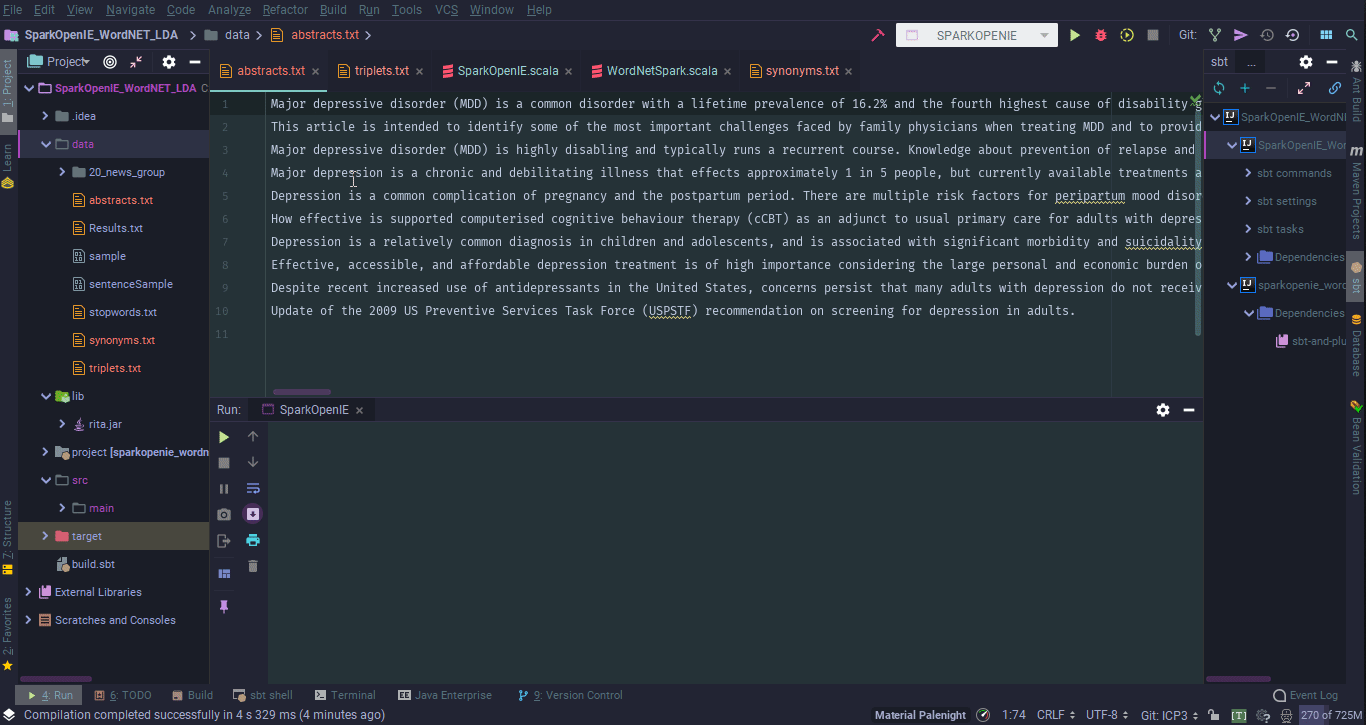 File Edit View Navigate Code Analyze Refactor Build Run Tools VCS Window Help
SparkOpenIE_WordNET_LDA data abstracts.txt SPARKOPENIE Git:
Project
abstracts.txt triplets.txt SparkOpenIE.scala WordNetSpark.scala synonyms.txt
sbt ...
1: Project
Learn
7: Structure
2: Favorites
SparkOpenIE_WordNET_LDA C
.idea
data
20_news_group
abstracts.txt
Results.txt
sample
sentenceSample
stopwords.txt
synonyms.txt
triplets.txt
lib
rita.jar
project [sparkopenie_wordn
src
main
target
build.sbt
External Libraries
Scratches and Consoles
1 Major depressive disorder (MDD) is a common disorder with a lifetime prevalence of 16.2% and the fourth highest cause of disability g
2 This article is intended to identify some of the most important challenges faced by family physicians when treating MDD and to provid
3 Major depressive disorder (MDD) is highly disabling and typically runs a recurrent course. Knowledge about prevention of relapse and
4 Major depression is a chronic and debilitating illness that effects approximately 1 in 5 people, but currently available treatments a
5 Depression is a common complication of pregnancy and the postpartum period. There are multiple risk factors for peripartum mood disor
6 How effective is supported computerised cognitive behaviour therapy (cCBT) as an adjunct to usual primary care for adults with depres
7 Depression is a relatively common diagnosis in children and adolescents, and is associated with significant morbidity and suicidality
8 Effective, accessible, and affordable depression treatment is of high importance considering the large personal and economic burden o
9 Despite recent increased use of antidepressants in the United States, concerns persist that many adults with depression do not receiv
10 Update of the 2009 US Preventive Services Task Force (USPSTF) recommendation on screening for depression in adults.
11
Run: SparkOpenIE
SparkOpenIE_WordNI
SparkOpenIE_Wor
sbt commands
sbt settings
sbt tasks
Dependencies
sparkopenie_word
Dependencies
sbt-and-plu
Ant Build
Maven Projects
sbt
Database
Bean Validation
4: Run 6: TODO Build sbt shell Terminal Java Enterprise 9: Version Control Event Log
Compilation completed successfully in 4 s 329 ms (4 minutes ago) Material Palenight 1:74 CRLF UTF-8 Git: ICP3 [T] 270 of 725M